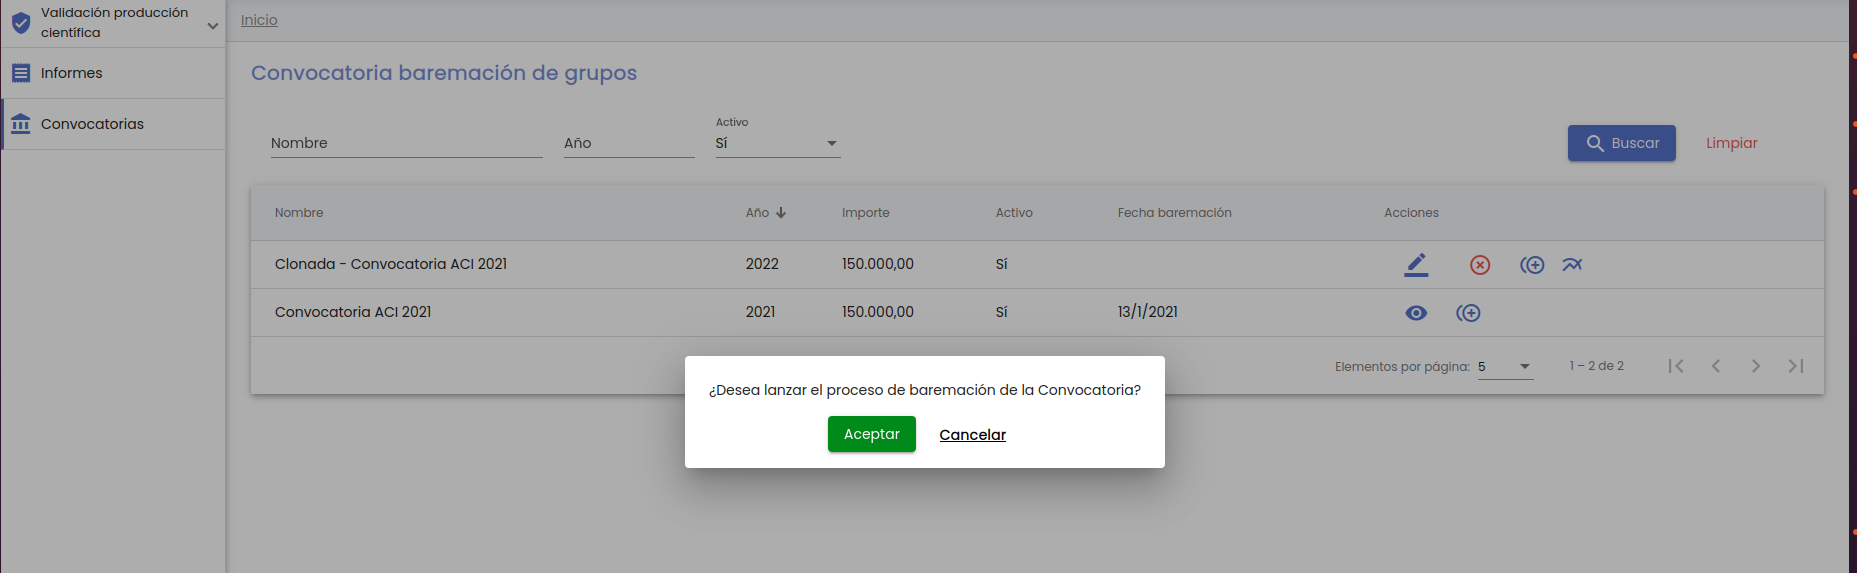 Validación producción
científica
Informes
Convocatorias
Inicio
Convocatoria baremación de grupos
Nombre
Año
Activo
Sí
Buscar
Limpiar
Nombre Año Importe Activo Fecha baremación Acciones
Clonada - Convocatoria ACI 2021 2022 150.000,00 Sí
Convocatoria ACI 2021 2021 150.000,00 Sí 13/1/2021
Elementos por página: 5 1 – 2 de 2
¿Desea lanzar el proceso de baremación de la Convocatoria?
Aceptar Cancelar